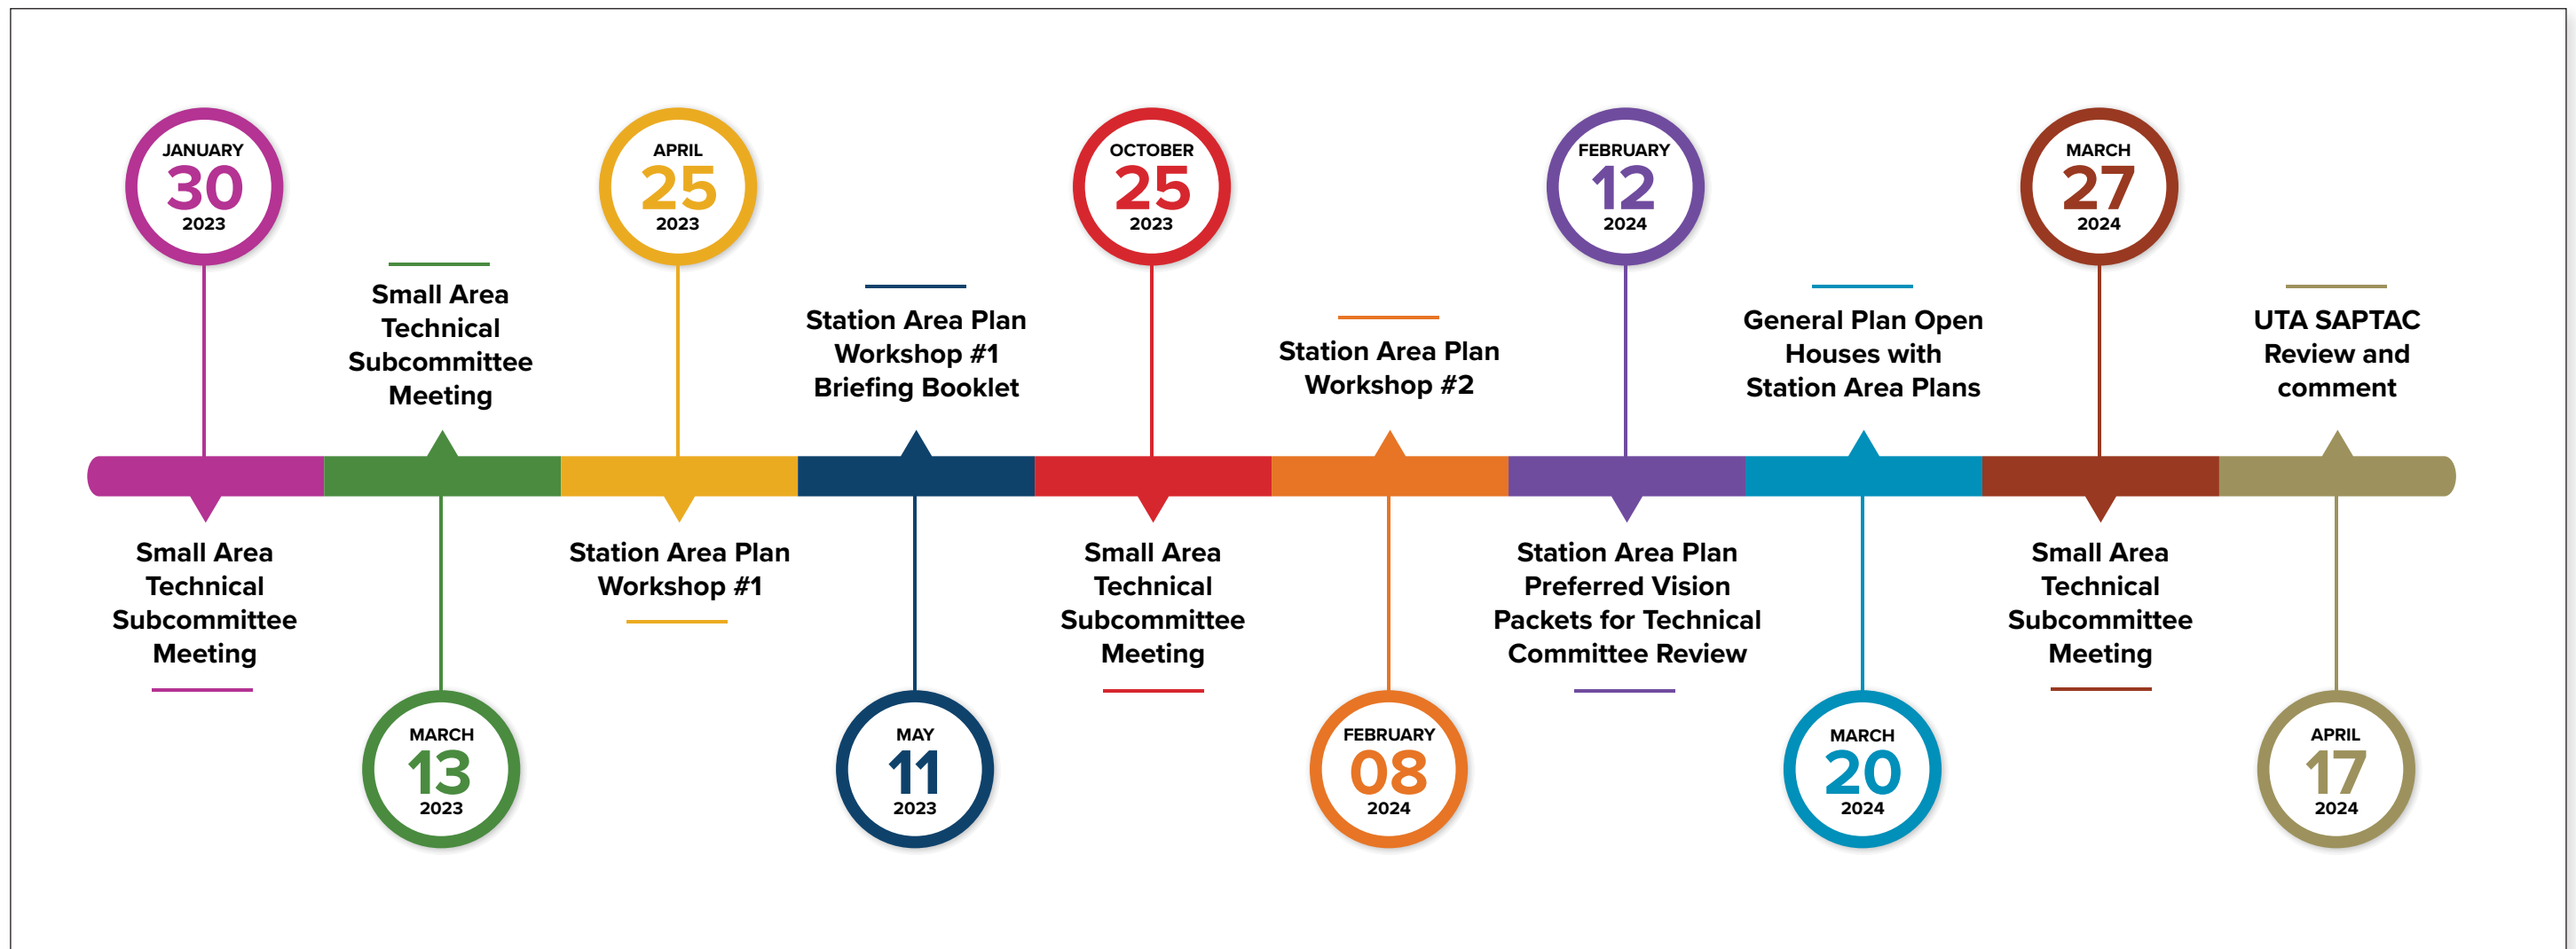 JANUARY
30
2023
Small Area
Technical
Subcommittee
Meeting
Small Area
Technical
Subcommittee
Meeting
MARCH
13
2023
APRIL
25
2023
Station Area Plan
Workshop #1
Station Area Plan
Workshop #1
Briefing Booklet
MAY
11
2023
OCTOBER
25
2023
Small Area
Technical
Subcommittee
Meeting
Station Area Plan
Workshop #2
FEBRUARY
08
2024
FEBRUARY
12
2024
Station Area Plan
Preferred Vision
Packets for Technical
Committee Review
General Plan Open
Houses with
Station Area Plans
MARCH
20
2024
MARCH
27
2024
Small Area
Technical
Subcommittee
Meeting
UTA SAPTAC
Review and
comment
APRIL
17
2024